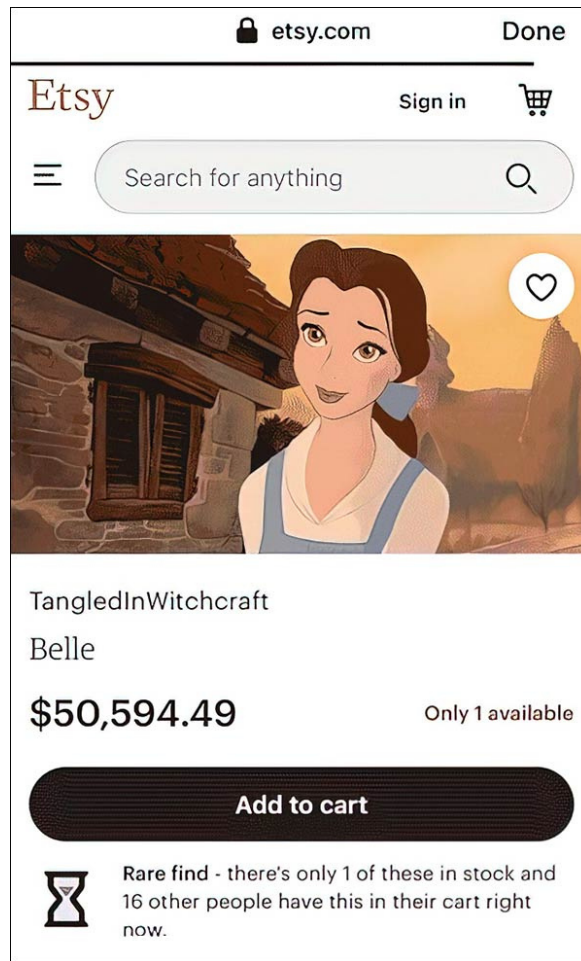 etsy.com Done
Etsy Sign in
Search for anything
TangledInWitchcraft
Belle
$50,594.49 Only 1 available
Add to cart
Rare find - there's only 1 of these in stock and
16 other people have this in their cart right
now.